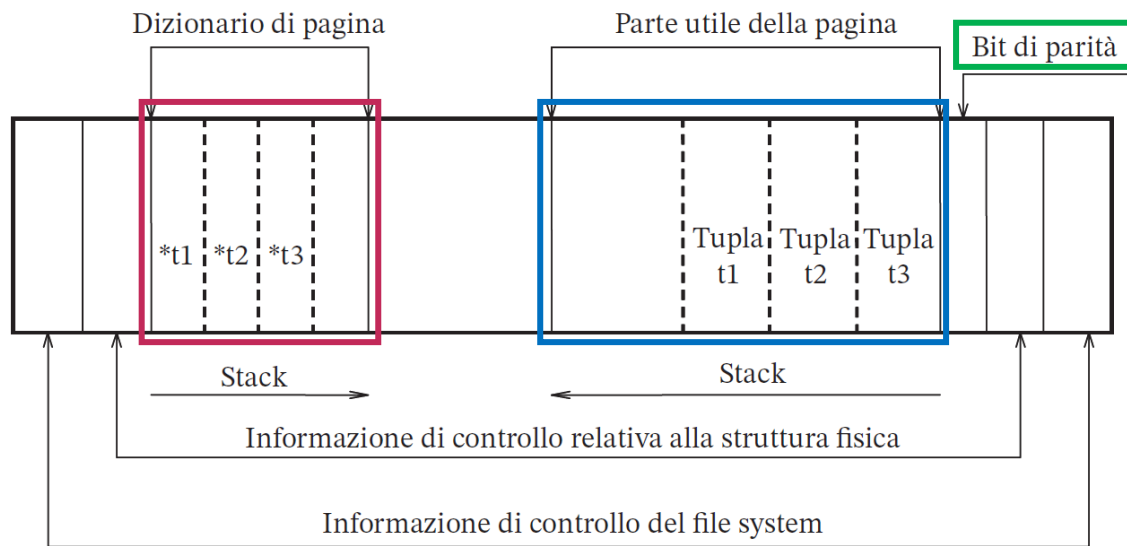 Dizionario di pagina
Parte utile della pagina
Bit di parità
*t1
*t2
*t3
Tupla
t1
Tupla
t2
Tupla
t3
Stack
Stack
Informazione di controllo relativa alla struttura fisica
Informazione di controllo del file system